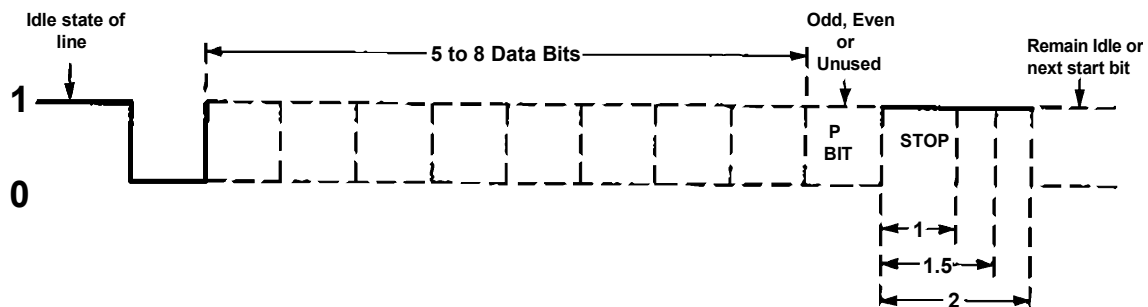 Idle state of
line
5 to 8 Data Bits
Odd, Even
or
Unused
Remain Idle or
next start bit
1
0
P
BIT
STOP
1
1.5
2